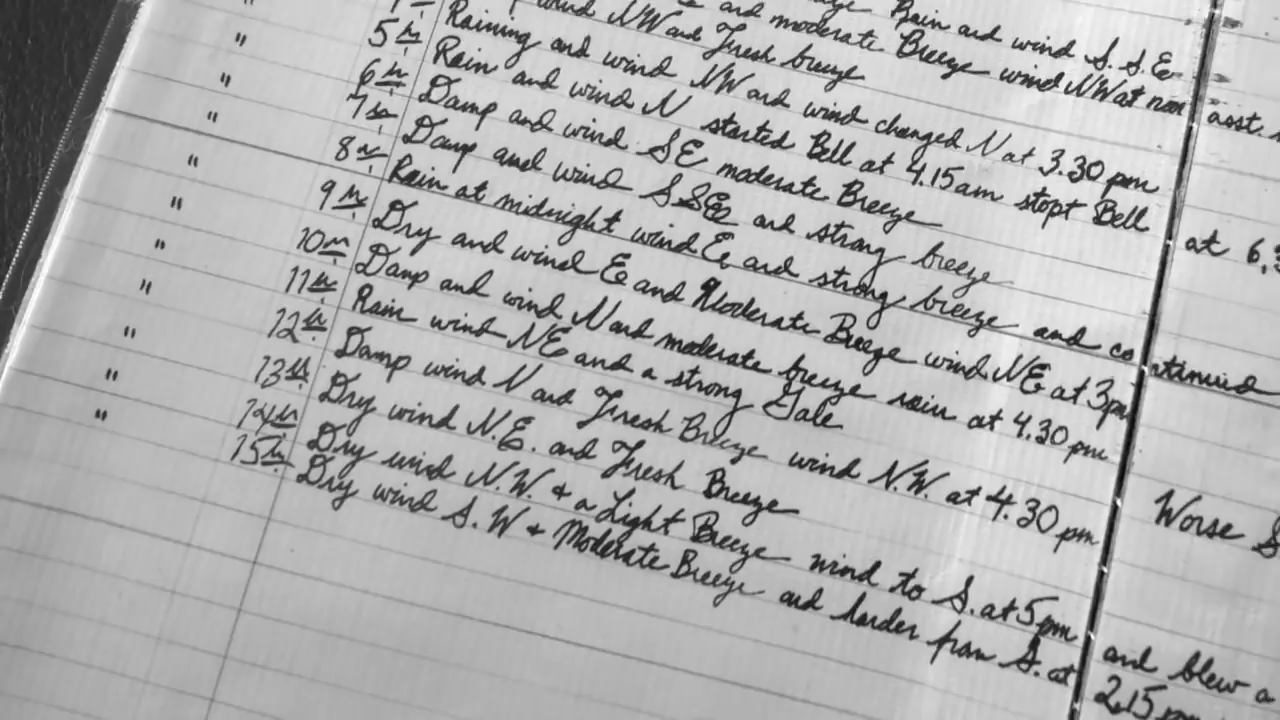 Rain and wind S. S. E
and moderate Breeze wind NW at noon
wind NW and Fresh breeze asst.
" Raining and wind NW and wind changed N at 3.30 pm
" 5th Rain and wind N started Bell at 4.15am stopt Bell at 6,3
" 6th Damp and wind SE moderate Breeze
" 7th Damp and wind SSE and strong breeze
" 8th Rain at midnight wind E and strong breeze and continued
" 9th Dry and wind E and Moderate Breeze wind NE at 3pm
" 10th Damp and wind N and moderate breeze rain at 4.30 pm
" 11th Rain wind NE and a strong Gale Worse S
" 12th Damp wind N and Fresh Breeze wind N.W. at 4.30 pm
" 13th Dry wind N.E. and Fresh Breeze
" 14th Dry wind N.W. & a Light Breeze wind to S. at 5pm and blew a
" 15th Dry wind S. W & Moderate Breeze and harder from S. at 2.15 pm